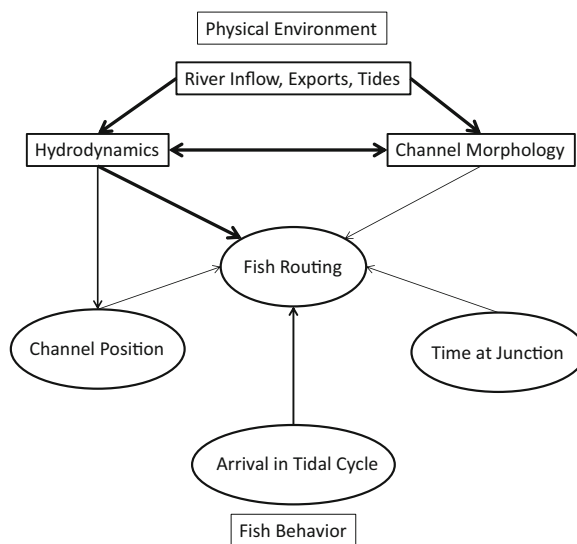 Physical Environment
River Inflow, Exports, Tides
Hydrodynamics
Channel Morphology
Fish Routing
Channel Position
Time at Junction
Arrival in Tidal Cycle
Fish Behavior